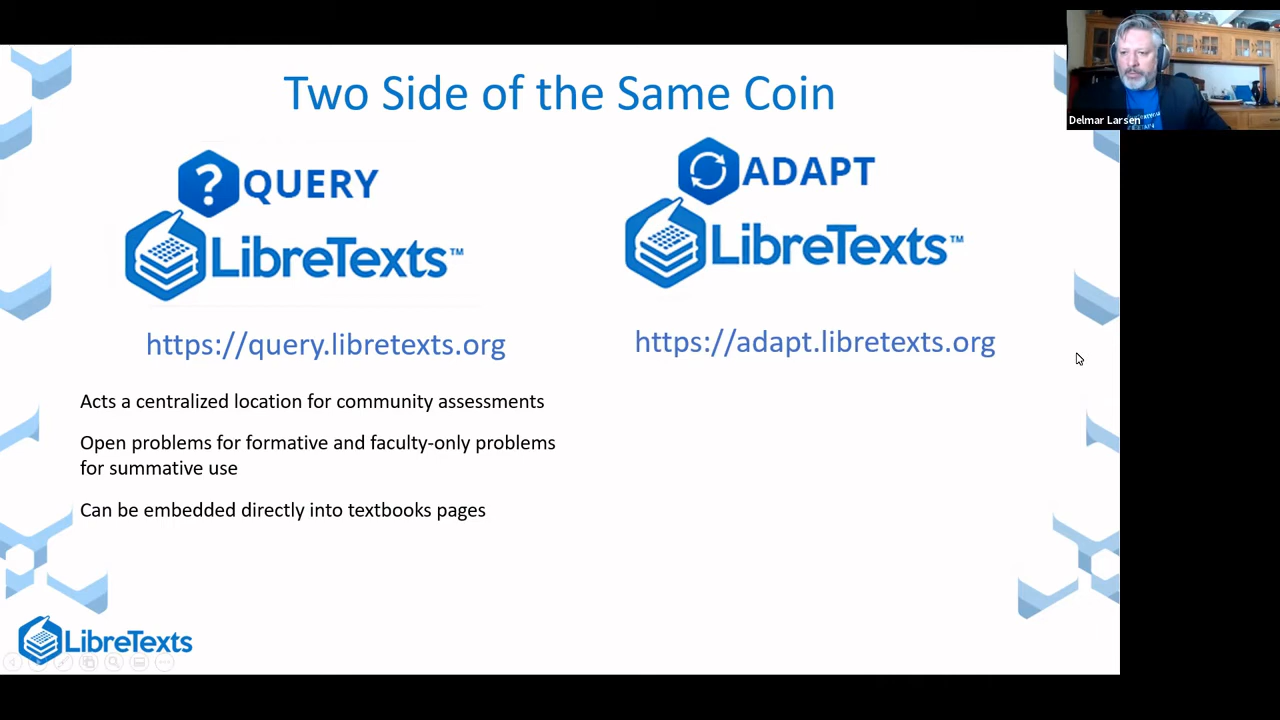 Two Side of the Same Coin
? QUERY
LibreTexts™
ADAPT
LibreTexts™
https://query.libretexts.org
https://adapt.libretexts.org
Acts a centralized location for community assessments
Open problems for formative and faculty-only problems
for summative use
Can be embedded directly into textbooks pages
LibreTexts
Delmar Larsen